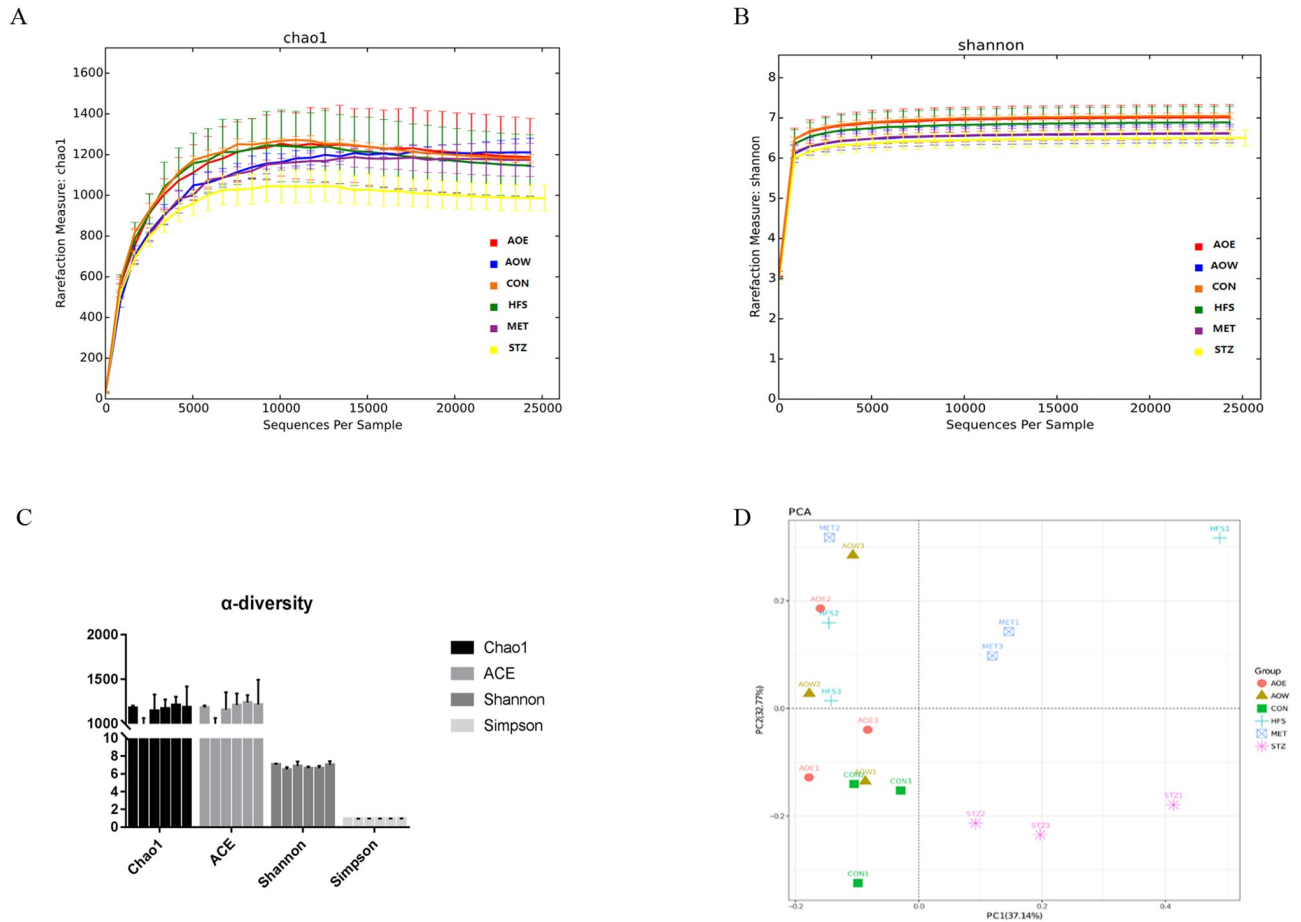 A
chao1
Rarefaction Measure: chao1
1600
1400
1200
1000
800
600
400
200
0
0 5000 10000 15000 20000 25000
Sequences Per Sample
AOE
AOW
CON
HFS
MET
STZ
B
shannon
Rarefaction Measure: shannon
8
7
6
5
4
3
2
1
0
0 5000 10000 15000 20000 25000
Sequences Per Sample
AOE
AOW
CON
HFS
MET
STZ
C
α-diversity
2000
1500
1000
10
8
6
4
2
0
Chao1 ACE Shannon Simpson
Chao1
ACE
Shannon
Simpson
D
PCA
PC2(32.77%)
0.2
0.0
-0.2
MET2
AOW3
HFS1
AOE2
HFS2
MET1
MET3
AOW2
HFS3
AOE3
AOE1
AOW1
CON3
STZ1
STZ2
STZ3
CON1
-0.2 0.0 0.2 0.4
PC1(37.14%)
Group
AOE
AOW
CON
HFS
MET
STZ